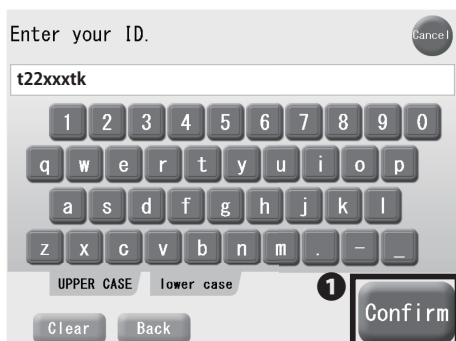 Enter your ID.
Cancel
t22xxxtk
1 2 3 4 5 6 7 8 9 0
q w e r t y u i o p
a s d f g h j k l
z x c v b n m . - _
UPPER CASE lower case
❶
Confirm
Clear Back